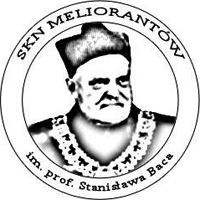 SKN MELIORANTÓW
im. prof. Stanisława Baca